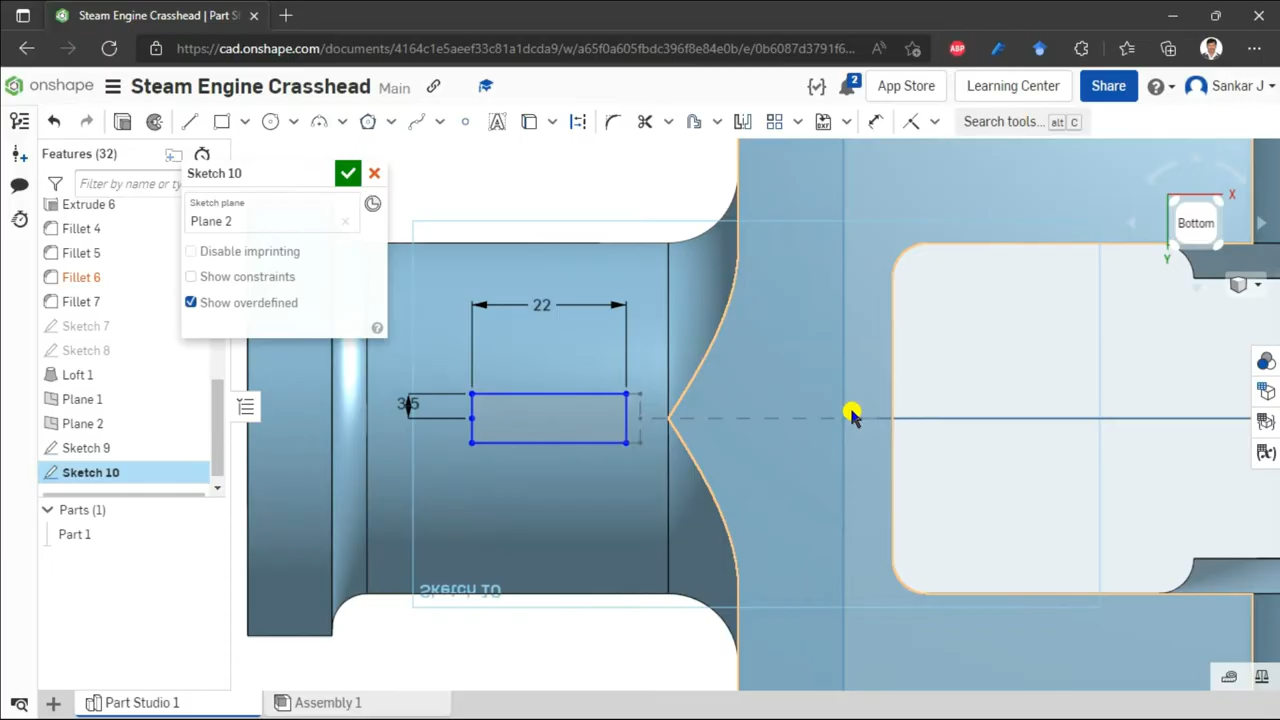 Steam Engine Crasshead | Part S
https://cad.onshape.com/documents/4164c1e5aeef33c81a1dcda9/w/a65f0a605fbdc396f8e84e0b/e/0b6087d3791f6...
A
ABP
onshape
Steam Engine Crasshead
Main
2
App Store
Learning Center
Share
Sankar J
Search tools...
alt
C
Features (32)
Filter by name or ty
Extrude 6
Fillet 4
Fillet 5
Fillet 6
Fillet 7
Sketch 7
Sketch 8
Loft 1
Plane 1
Plane 2
Sketch 9
Sketch 10
Parts (1)
Part 1
Sketch 10
Sketch plane
Plane 2
Disable imprinting
Show constraints
Show overdefined
22
3.5
Sketch 10
X
Bottom
Y
Part Studio 1
Assembly 1